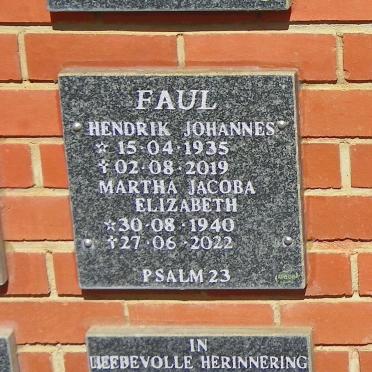 FAUL
HENDRIK JOHANNES
☆ 15·04·1935
✝ 02·08·2019
MARTHA JACOBA
ELIZABETH
☆ 30·08·1940
✝ 27·06·2022
PSALM 23
IN
LIEFDEVOLLE HERINNERING